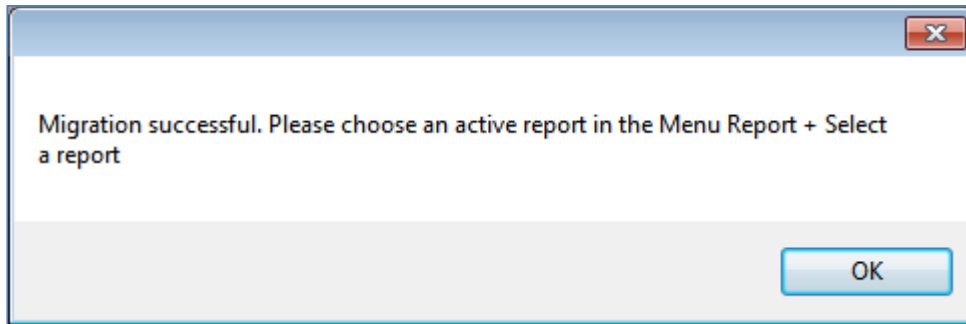 Migration successful. Please choose an active report in the Menu Report + Select
a report
OK